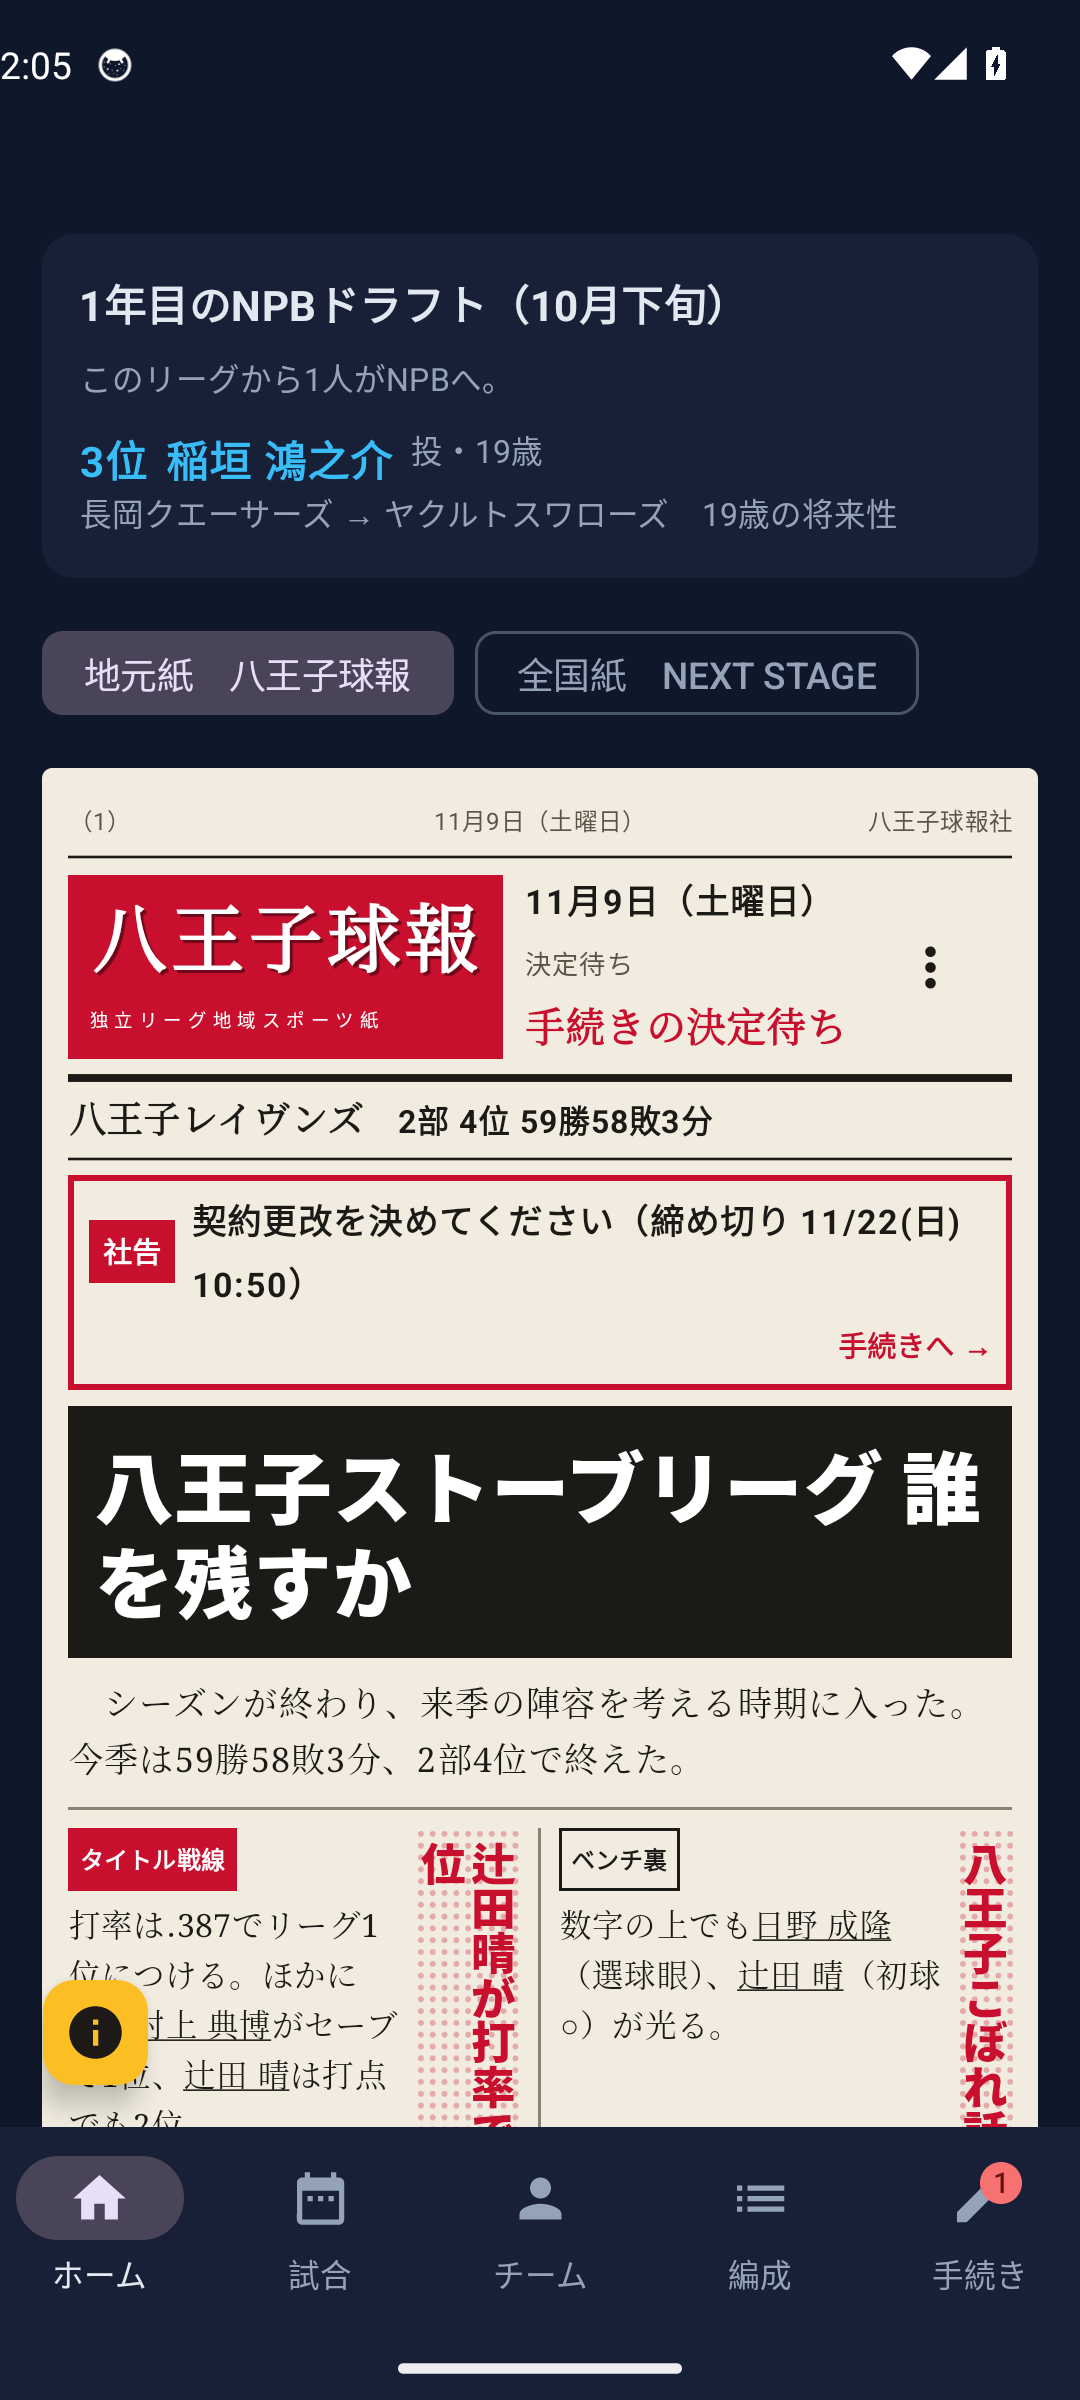 2:05
1年目のNPBドラフト（10月下旬）
このリーグから1人がNPBへ。
3位 稲垣 鴻之介 投・19歳
長岡クエーサーズ → ヤクルトスワローズ　19歳の将来性
地元紙　八王子球報
全国紙　NEXT STAGE
（1）
11月9日（土曜日）
八王子球報社
八王子球報
独立リーグ地域スポーツ紙
11月9日（土曜日）
決定待ち
手続きの決定待ち
八王子レイヴンズ　2部 4位 59勝58敗3分
社告
契約更改を決めてください（締め切り 11/22(日)
10:50）
手続きへ →
八王子ストーブリーグ 誰
を残すか
シーズンが終わり、来季の陣容を考える時期に入った。
今季は59勝58敗3分、2部4位で終えた。
タイトル戦線
辻田晴が打率で
位
打率は.387でリーグ1
位につける。ほかに
村上 典博がセーブ
位、辻田 晴は打点
でも2位
ベンチ裏
八王子こぼれ話
数字の上でも日野 成隆
（選球眼）、辻田 晴（初球
○）が光る。
1
ホーム
試合
チーム
編成
手続き